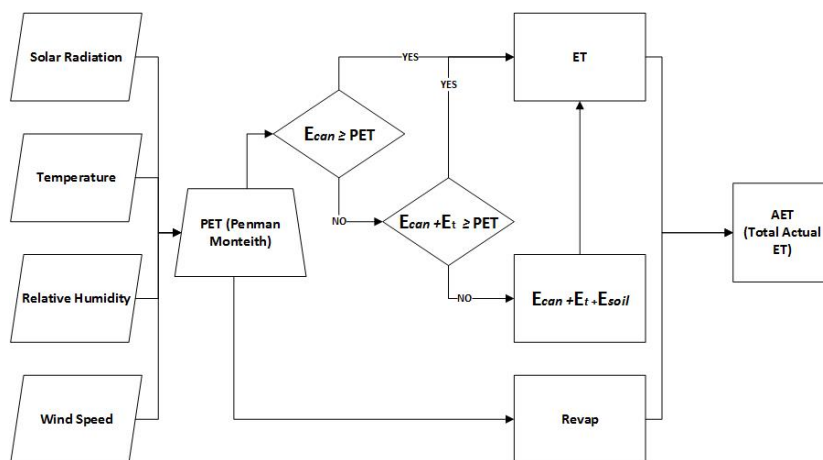 Solar Radiation
Temperature
Relative Humidity
Wind Speed
PET (Penman
Monteith)
Ecan ≥ PET
YES
NO
Ecan +Et ≥ PET
YES
NO
ET
Ecan +Et +Esoil
Revap
AET
(Total Actual
ET)